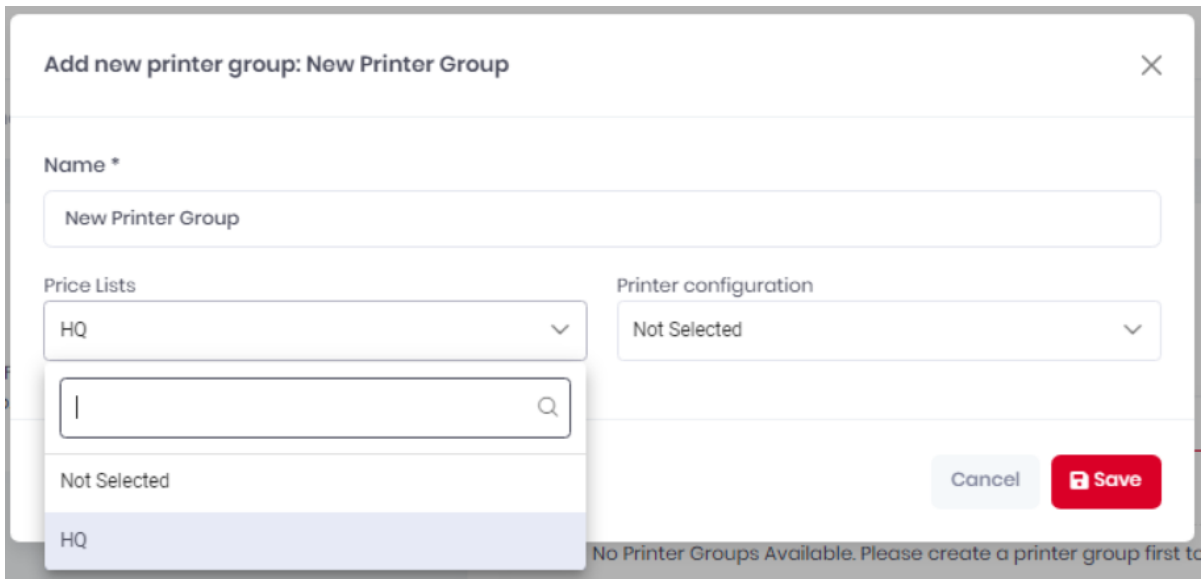 Add new printer group: New Printer Group
Name *
New Printer Group
Price Lists
Printer configuration
HQ
Not Selected
Not Selected
HQ
Cancel
Save
No Printer Groups Available. Please create a printer group first to